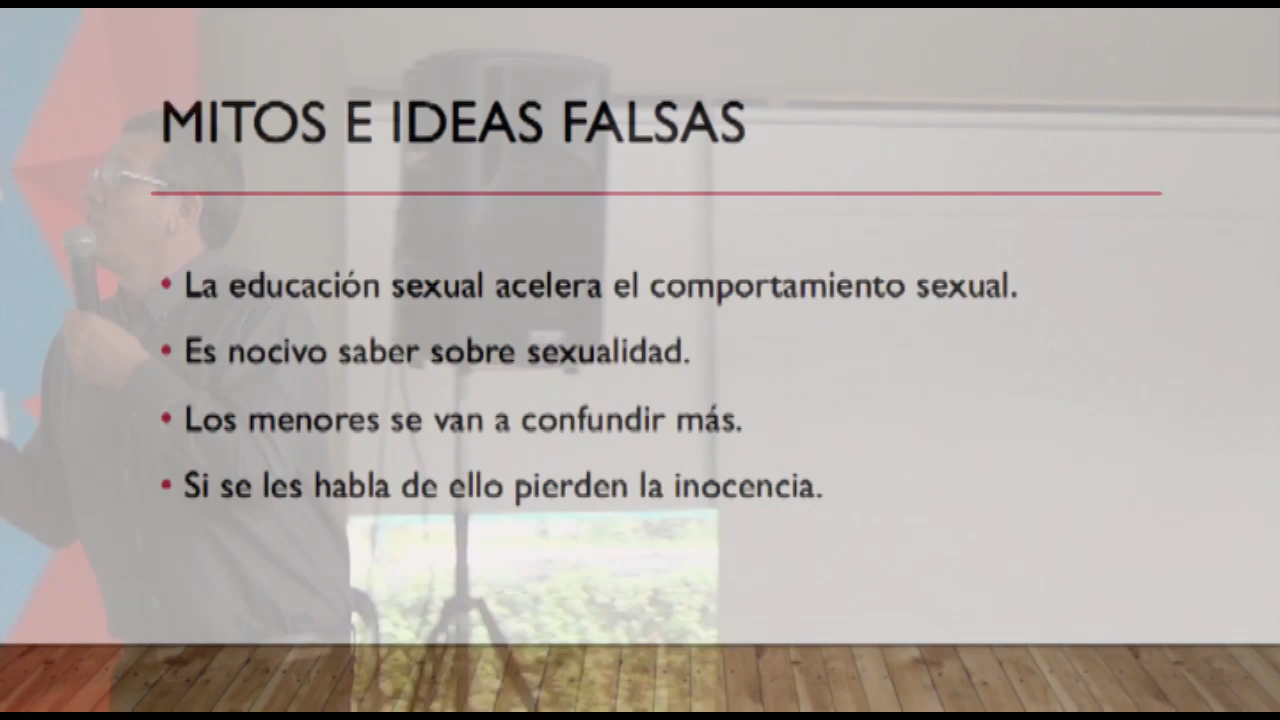 MITOS E IDEAS FALSAS
• La educación sexual acelera el comportamiento sexual.
• Es nocivo saber sobre sexualidad.
• Los menores se van a confundir más.
• Si se les habla de ello pierden la inocencia.